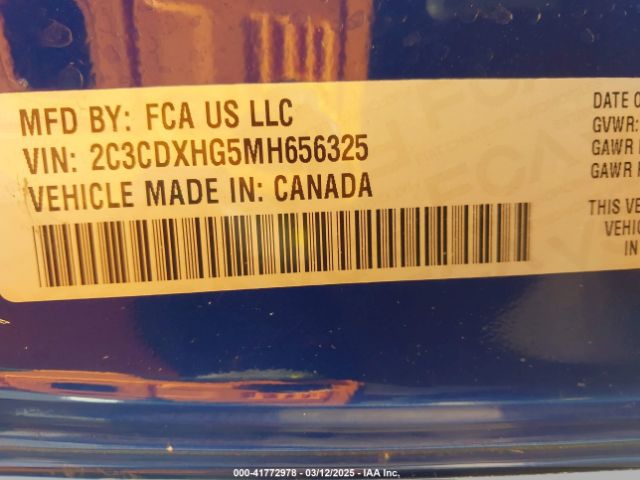 MFD BY: FCA US LLC
VIN: 2C3CDXHG5MH656325
VEHICLE MADE IN: CANADA
DATE O
GVWR:
GAWR
GAWR
THIS VE
VEHIC
IN
000-41772978 - 03/12/2025 - IAA Inc.